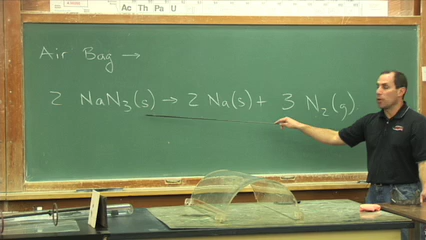 Ac Th Pa U
Air Bag →
2 NaN₃(s) → 2 Na(s) + 3 N₂(g)